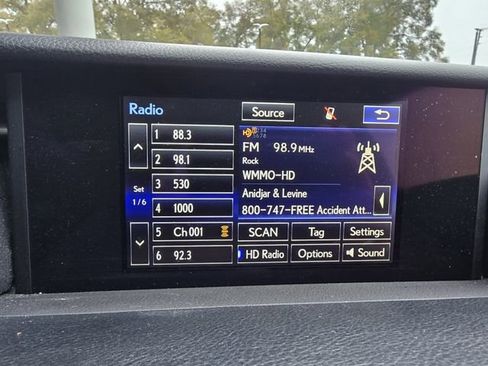 Radio
Source
1 88.3
2 98.1
3 530
Set
1/6
4 1000
5 Ch 001
6 92.3
FM 98.9 MHz
Rock
WMMO-HD
Anidjar & Levine
800-747-FREE Accident Att...
SCAN
Tag
Settings
HD Radio
Options
Sound